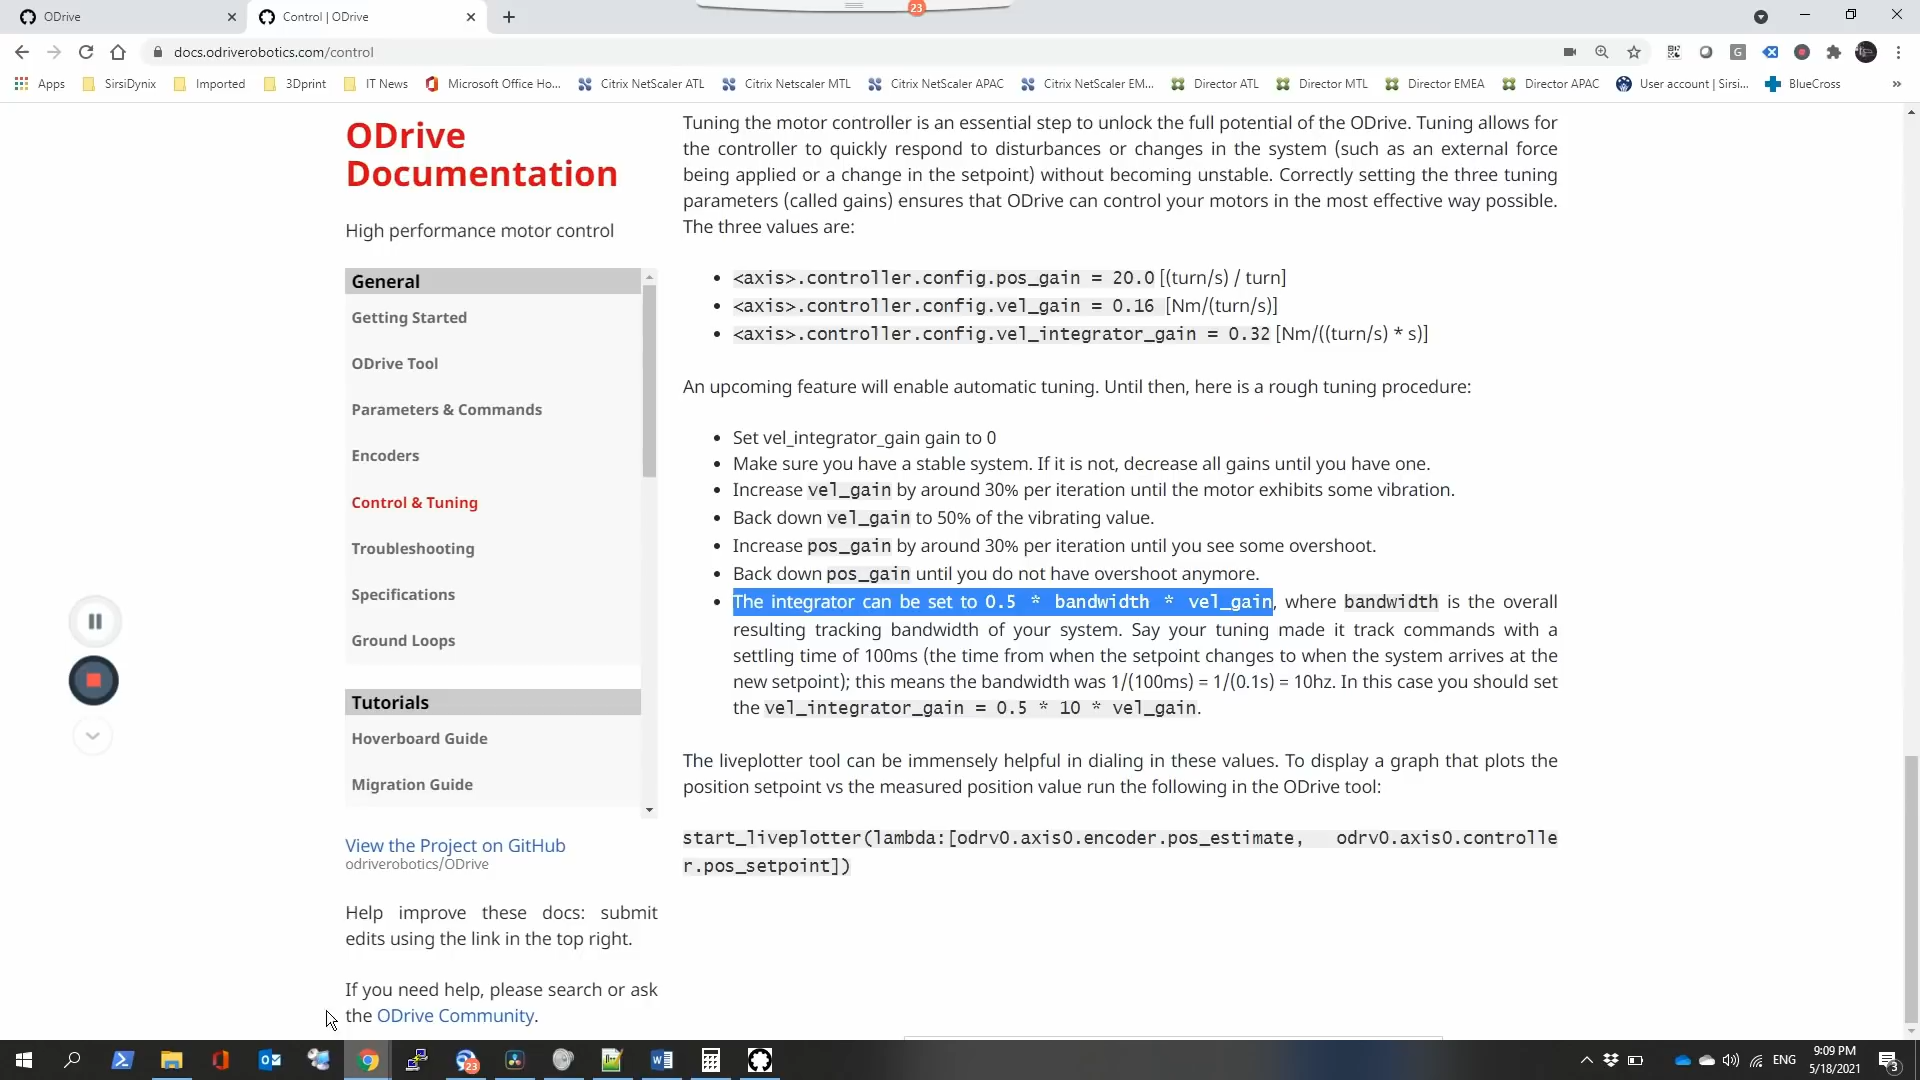 ODrive
Control | ODrive
23
docs.odriverobotics.com/control
Apps
SirsiDynix
Imported
3Dprint
IT News
Microsoft Office Ho...
Citrix NetScaler ATL
Citrix Netscaler MTL
Citrix NetScaler APAC
Citrix NetScaler EM...
Director ATL
Director MTL
Director EMEA
Director APAC
User account | Sirsi...
BlueCross
»
ODrive
Documentation
High performance motor control
General
Getting Started
ODrive Tool
Parameters & Commands
Encoders
Control & Tuning
Troubleshooting
Specifications
Ground Loops
Tutorials
Hoverboard Guide
Migration Guide
View the Project on GitHub
odriverobotics/ODrive
Help improve these docs: submit
edits using the link in the top right.
If you need help, please search or ask
the ODrive Community.
Tuning the motor controller is an essential step to unlock the full potential of the ODrive. Tuning allows for
the controller to quickly respond to disturbances or changes in the system (such as an external force
being applied or a change in the setpoint) without becoming unstable. Correctly setting the three tuning
parameters (called gains) ensures that ODrive can control your motors in the most effective way possible.
The three values are:
• <axis>.controller.config.pos_gain = 20.0 [(turn/s) / turn]
• <axis>.controller.config.vel_gain = 0.16 [Nm/(turn/s)]
• <axis>.controller.config.vel_integrator_gain = 0.32 [Nm/((turn/s) * s)]
An upcoming feature will enable automatic tuning. Until then, here is a rough tuning procedure:
• Set vel_integrator_gain gain to 0
• Make sure you have a stable system. If it is not, decrease all gains until you have one.
• Increase vel_gain by around 30% per iteration until the motor exhibits some vibration.
• Back down vel_gain to 50% of the vibrating value.
• Increase pos_gain by around 30% per iteration until you see some overshoot.
• Back down pos_gain until you do not have overshoot anymore.
• The integrator can be set to 0.5 * bandwidth * vel_gain, where bandwidth is the overall
resulting tracking bandwidth of your system. Say your tuning made it track commands with a
settling time of 100ms (the time from when the setpoint changes to when the system arrives at the
new setpoint); this means the bandwidth was 1/(100ms) = 1/(0.1s) = 10hz. In this case you should set
the vel_integrator_gain = 0.5 * 10 * vel_gain.
The liveplotter tool can be immensely helpful in dialing in these values. To display a graph that plots the
position setpoint vs the measured position value run the following in the ODrive tool:
start_liveplotter(lambda:[odrv0.axis0.encoder.pos_estimate, odrv0.axis0.controlle
r.pos_setpoint])
23
ENG
9:09 PM
5/18/2021
3